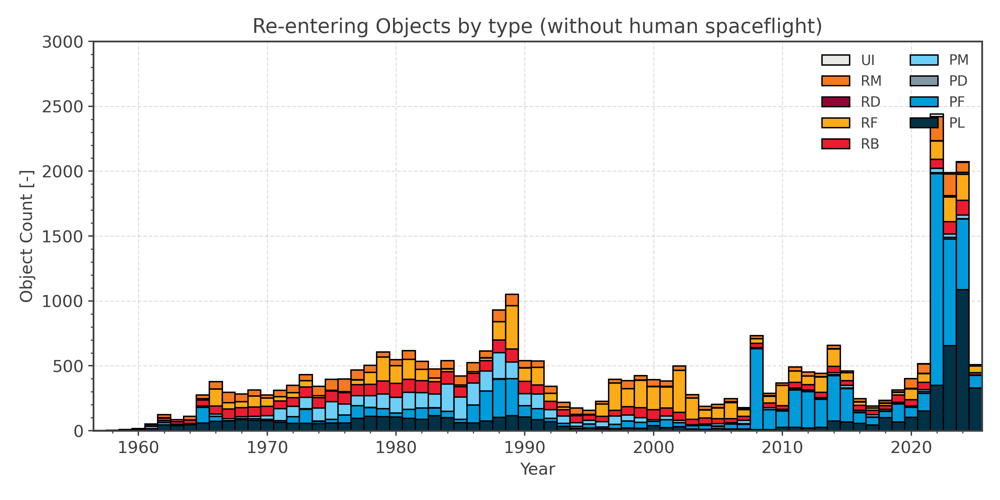 Re-entering Objects by type (without human spaceflight)
3000
2500
2000
1500
1000
500
0
Object Count [-]
UI
RM
RD
RF
RB
PM
PD
PF
PL
1960
1970
1980
1990
2000
2010
2020
Year